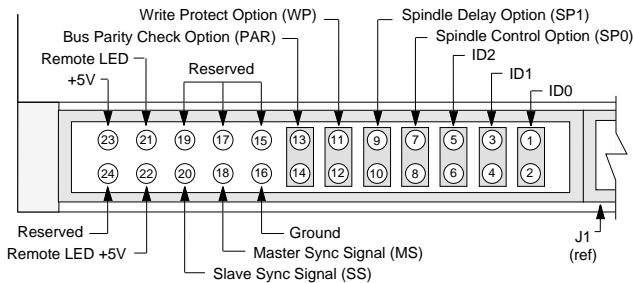 Write Protect Option (WP)
Spindle Delay Option (SP1)
Bus Parity Check Option (PAR)
Spindle Control Option (SP0)
Remote LED
+5V
Reserved
ID2
ID1
ID0
23 21 19 17 15 13 11 9 7 5 3 1
24 22 20 18 16 14 12 10 8 6 4 2
Reserved
Ground
Remote LED +5V
Master Sync Signal (MS)
Slave Sync Signal (SS)
J1
(ref)